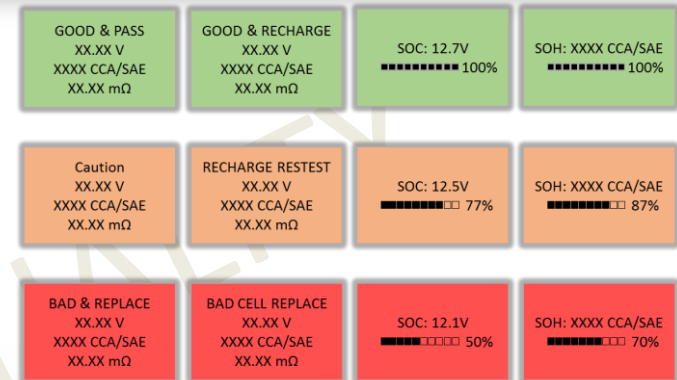 GOOD & PASS
XX.XX V
XXXX CCA/SAE
XX.XX mΩ
GOOD & RECHARGE
XX.XX V
XXXX CCA/SAE
XX.XX mΩ
SOC: 12.7V
■■■■■■■■■■ 100%
SOH: XXXX CCA/SAE
■■■■■■■■■■ 100%
Caution
XX.XX V
XXXX CCA/SAE
XX.XX mΩ
RECHARGE RESTEST
XX.XX V
XXXX CCA/SAE
XX.XX mΩ
SOC: 12.5V
■■■■■■■■□□ 77%
SOH: XXXX CCA/SAE
■■■■■■■■□□ 87%
BAD & REPLACE
XX.XX V
XXXX CCA/SAE
XX.XX mΩ
BAD CELL REPLACE
XX.XX V
XXXX CCA/SAE
XX.XX mΩ
SOC: 12.1V
■■■■■□□□□□ 50%
SOH: XXXX CCA/SAE
■■■■■■■□□□ 70%